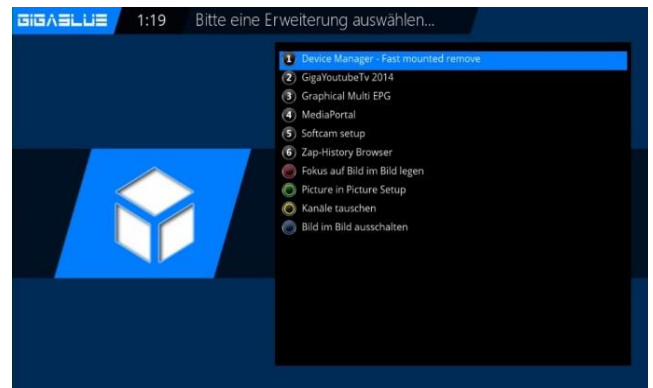 GIGABLUE 1:19 Bitte eine Erweiterung auswählen...
1 Device Manager - Fast mounted remove
2 GigaYoutubeTv 2014
3 Graphical Multi EPG
4 MediaPortal
5 Softcam setup
6 Zap-History Browser
Fokus auf Bild im Bild legen
Picture in Picture Setup
Kanäle tauschen
Bild im Bild ausschalten